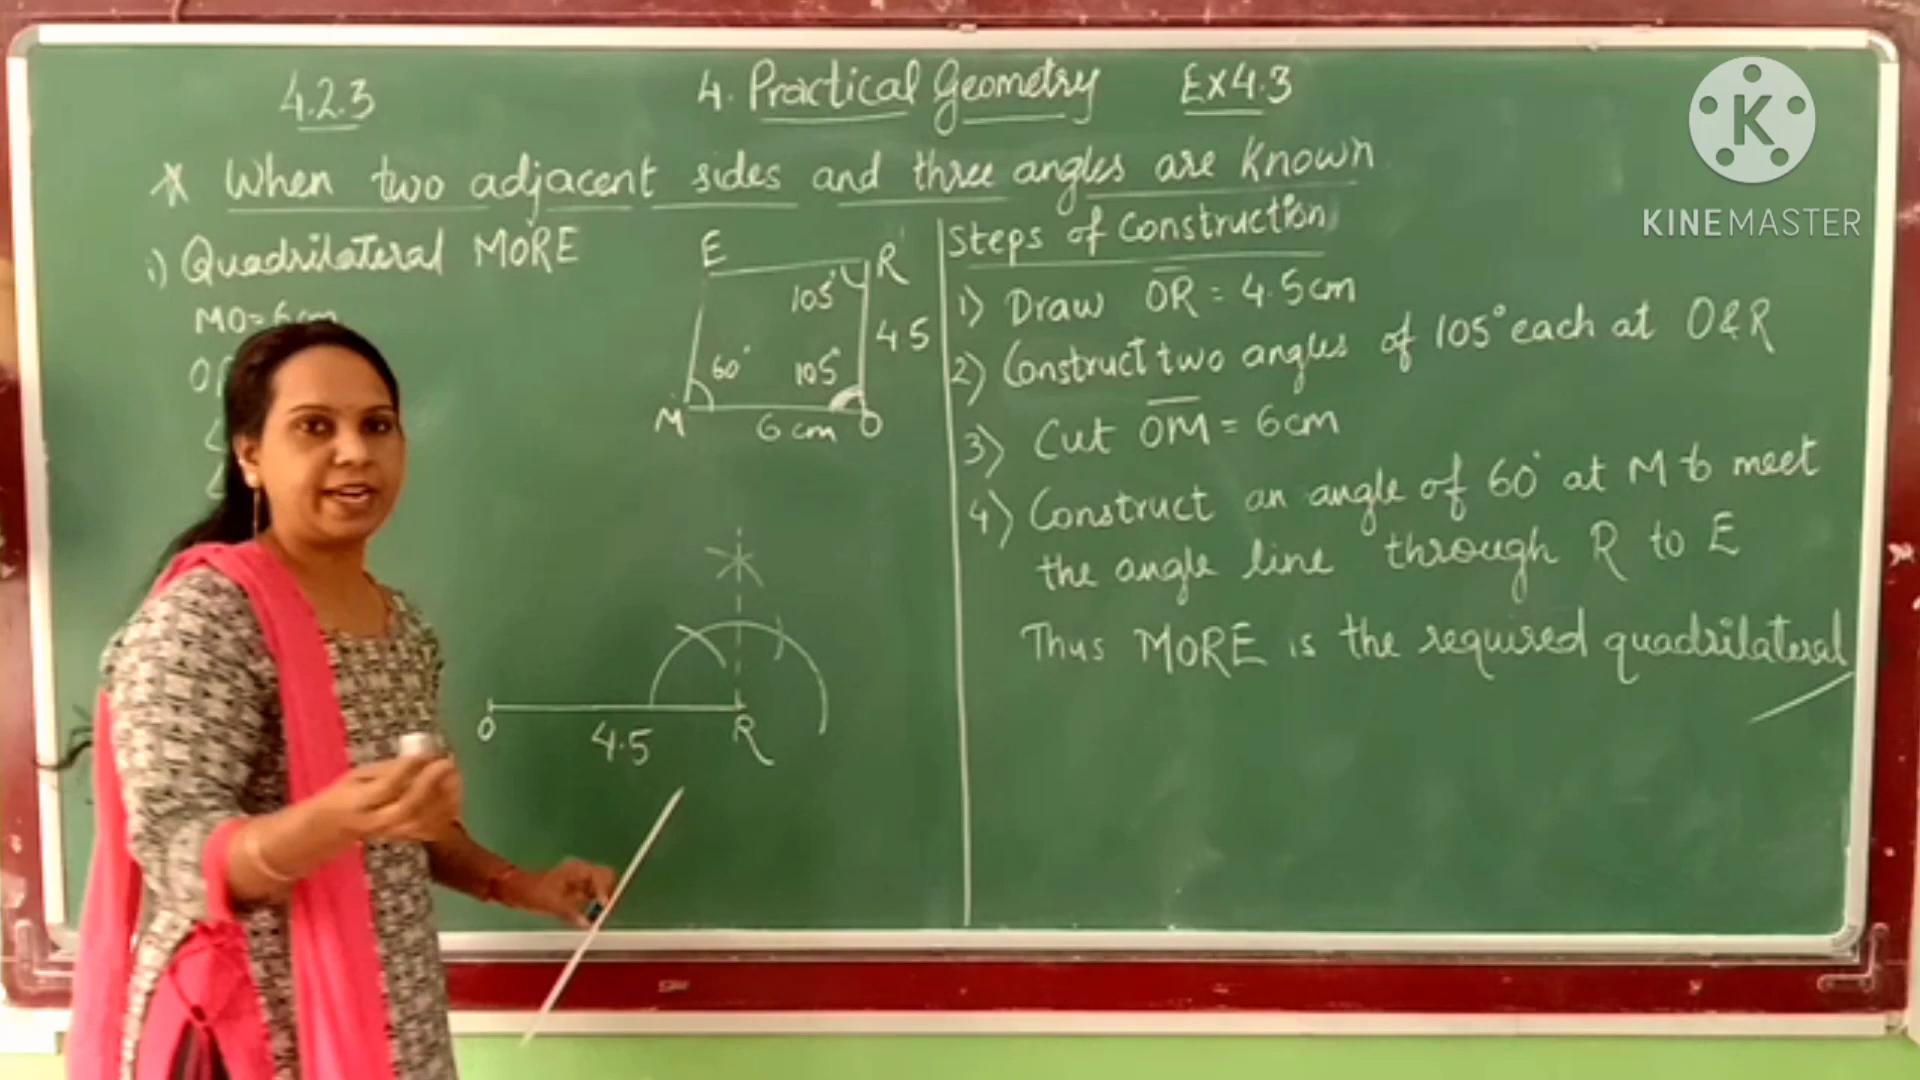 4.2.3 4. Practical Geometry Ex 4.3
* When two adjacent sides and three angles are known
i) Quadrilateral MORE
MO = 6cm
E R
105°
4.5
60° 105
M 6 cm O
O 4.5 R
Steps of Construction
1) Draw OR = 4.5cm
2) Construct two angles of 105° each at O & R
3) Cut OM = 6cm
4) Construct an angle of 60° at M to meet
the angle line through R to E
Thus MORE is the required quadrilateral
K
KINEMASTER